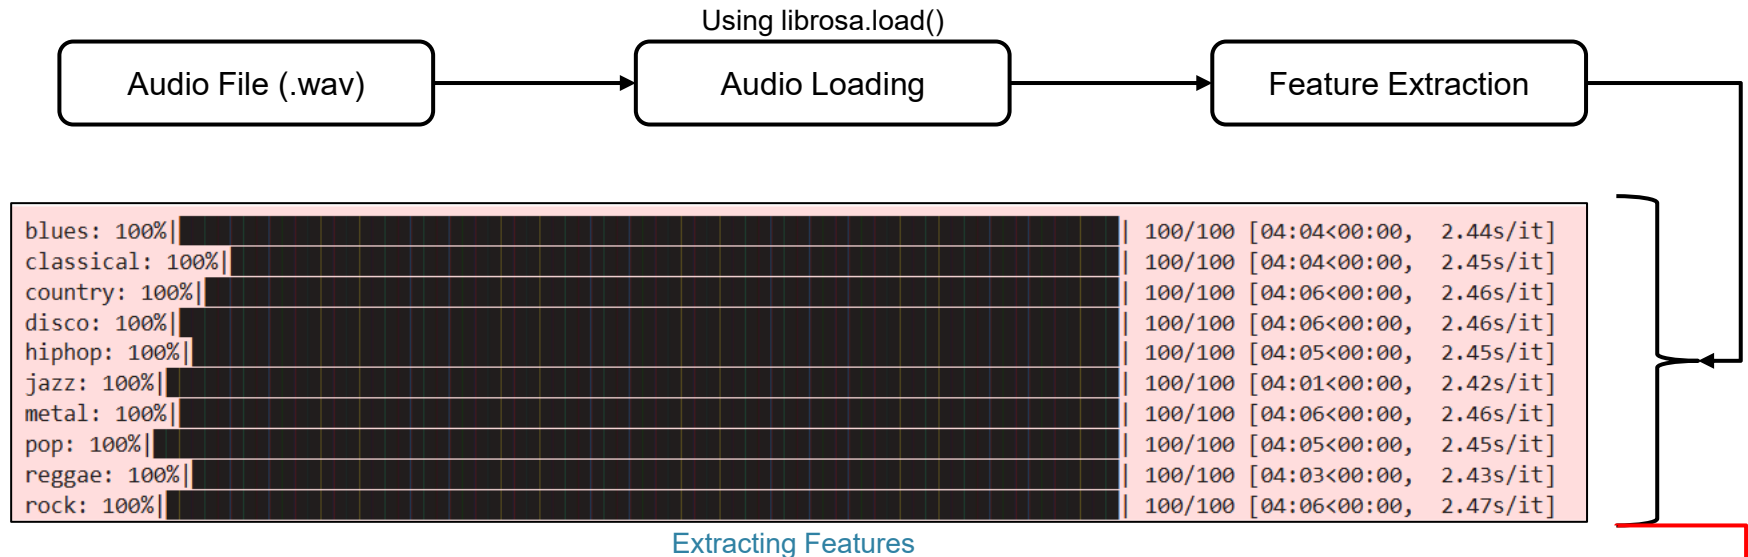 Using librosa.load()
Audio File (.wav)
Audio Loading
Feature Extraction
blues: 100%| | 100/100 [04:04<00:00, 2.44s/it]
classical: 100%| | 100/100 [04:04<00:00, 2.45s/it]
country: 100%| | 100/100 [04:06<00:00, 2.46s/it]
disco: 100%| | 100/100 [04:06<00:00, 2.46s/it]
hiphop: 100%| | 100/100 [04:05<00:00, 2.45s/it]
jazz: 100%| | 100/100 [04:01<00:00, 2.42s/it]
metal: 100%| | 100/100 [04:06<00:00, 2.46s/it]
pop: 100%| | 100/100 [04:05<00:00, 2.45s/it]
reggae: 100%| | 100/100 [04:03<00:00, 2.43s/it]
rock: 100%| | 100/100 [04:06<00:00, 2.47s/it]
Extracting Features